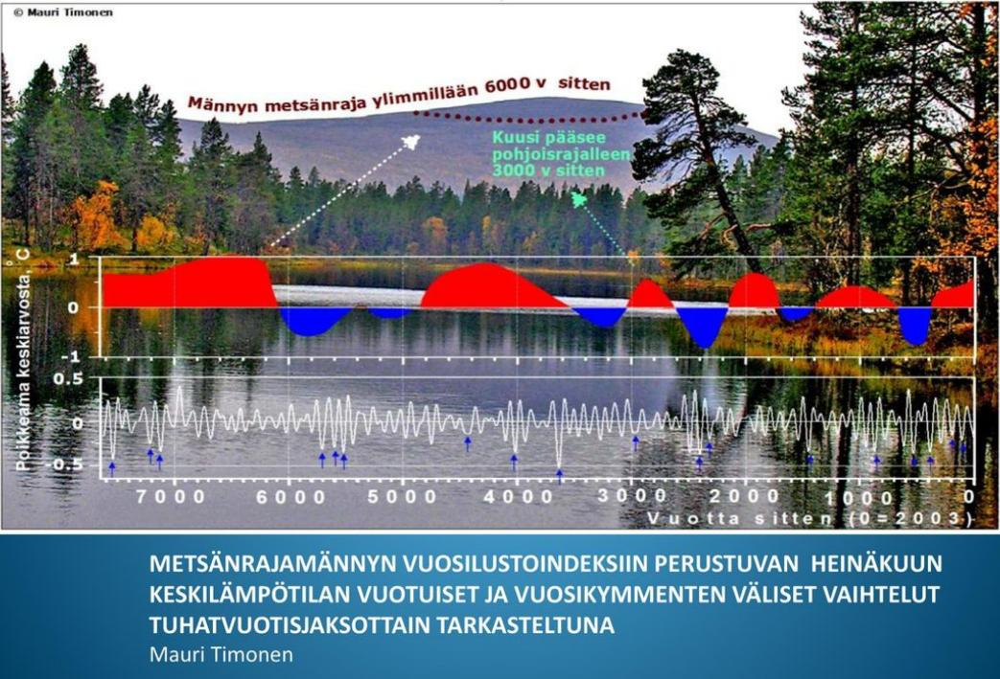 © Mauri Timonen
Männyn metsänraja ylimmillään 6000 v sitten
Kuusi pääsee
pohjoisrajalleen
3000 v sitten
Poikkeama keskiarvosta, °C
1
0
-1
0.5
0
-0.5
7000 6000 5000 4000 3000 2000 1000 0
Vuotta sitten (0=2003)
METSÄNRAJAMÄNNYN VUOSILUSTOINDEKSIIN PERUSTUVAN HEINÄKUUN
KESKILÄMPÖTILAN VUOTUISET JA VUOSIKYMMENTEN VÄLISET VAIHTELUT
TUHATVUOTISJAKSOTTAIN TARKASTELTUNA
Mauri Timonen